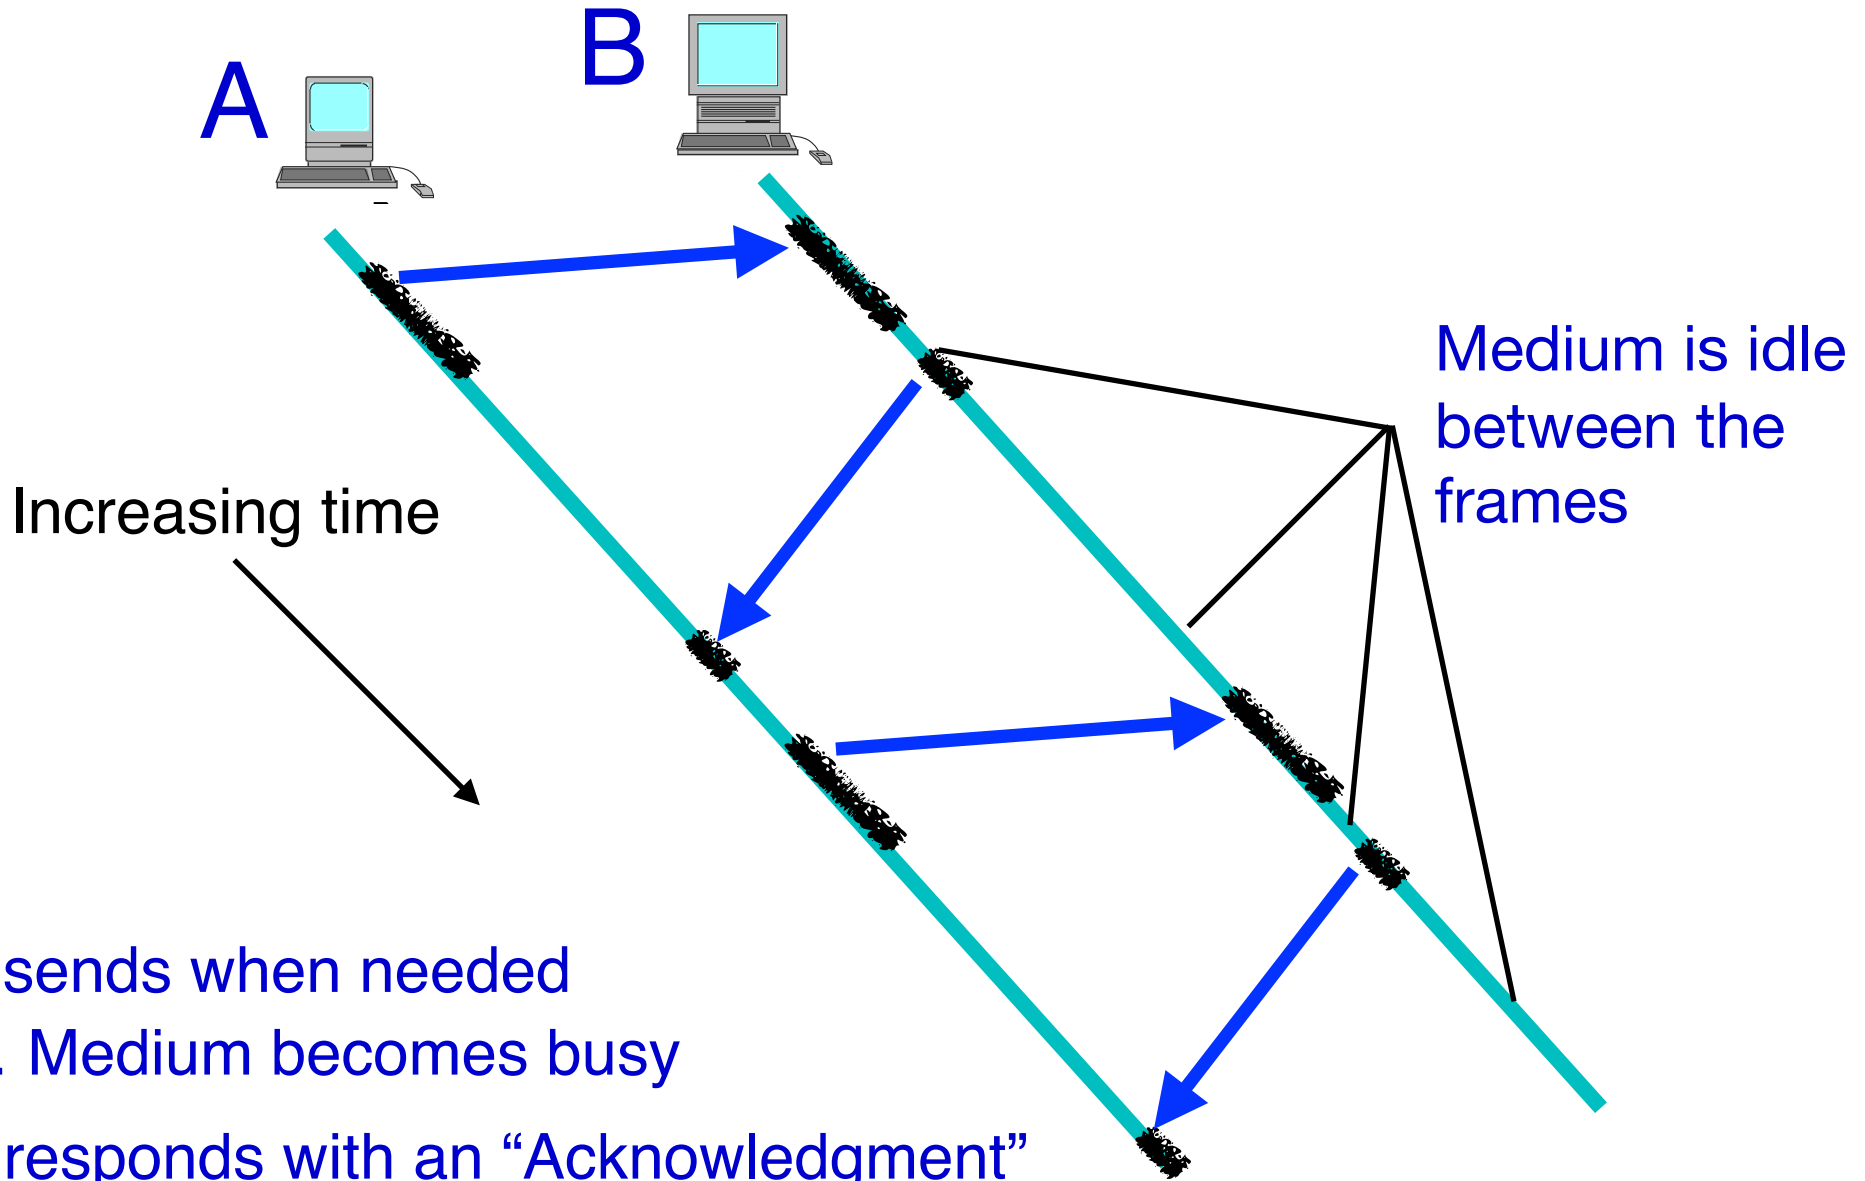 A
B
Medium is idle
between the
frames
Increasing time
sends when needed
. Medium becomes busy
responds with an “Acknowledgment”